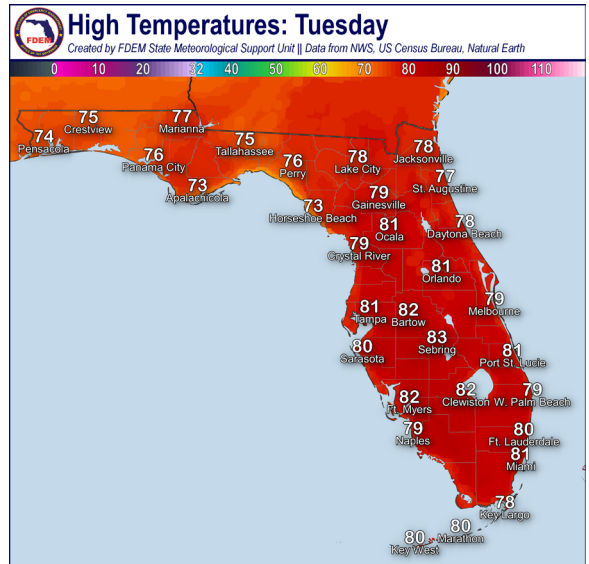 High Temperatures: Tuesday
FDEM
Created by FDEM State Meteorological Support Unit || Data from NWS, US Census Bureau, Natural Earth
0 10 20 32 40 50 60 70 80 90 100 110
75
Crestview
77
Marianna
74
Pensacola
76
Panama City
75
Tallahassee
76
Perry
78
Lake City
78
Jacksonville
77
St. Augustine
73
Apalachicola
73
Horseshoe Beach
79
Gainesville
81
Ocala
78
Daytona Beach
79
Crystal River
81
Orlando
79
Melbourne
81
Tampa
82
Bartow
83
Sebring
80
Sarasota
81
Port St. Lucie
82
Ft. Myers
82
Clewiston
79
W. Palm Beach
79
Naples
80
Ft. Lauderdale
81
Miami
78
Key Largo
80
Marathon
80
Key West